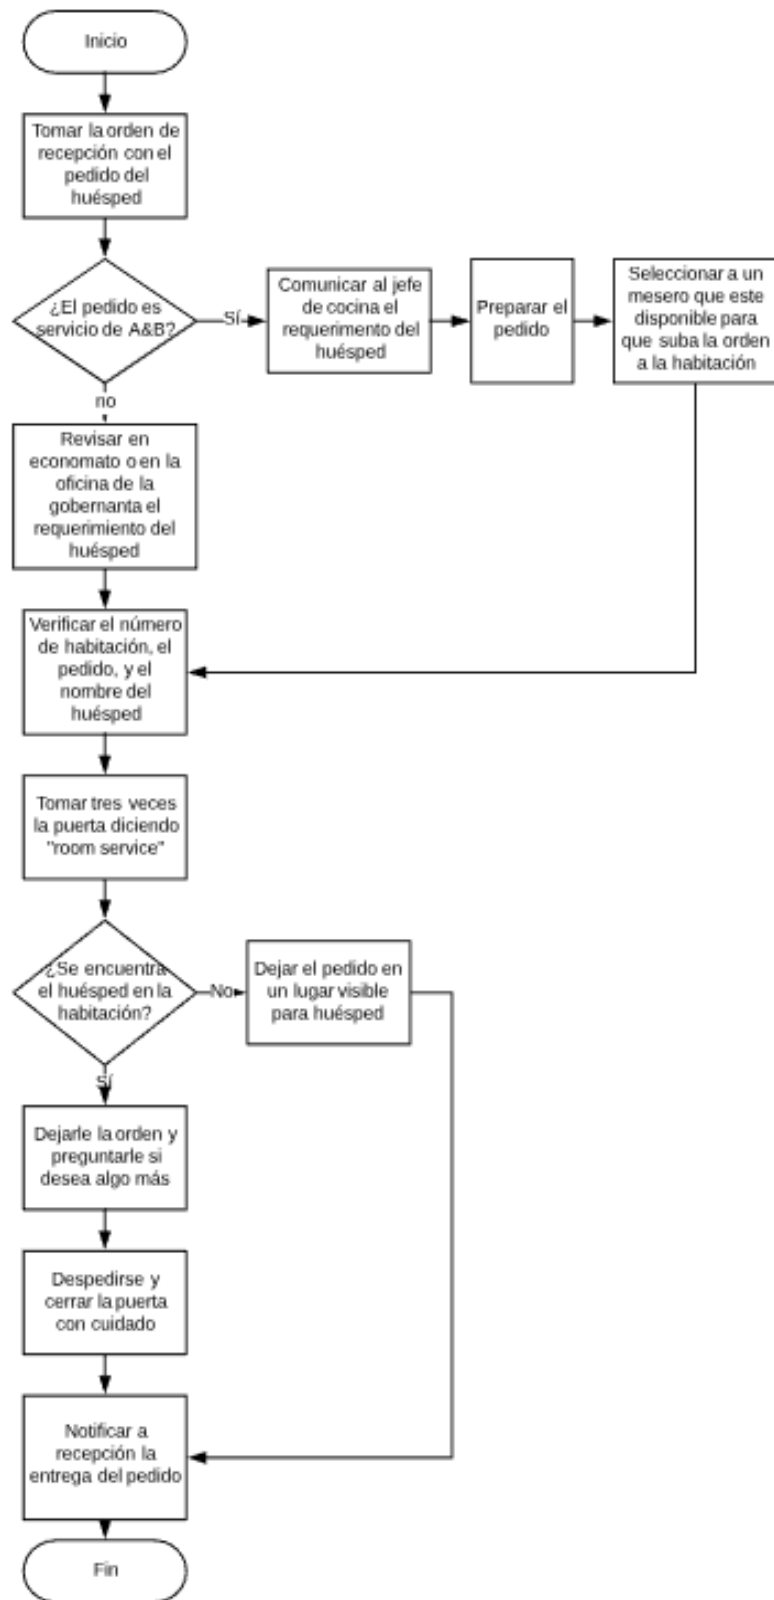 Inicio
Tomar la orden de
recepción con el
pedido del
huésped
¿El pedido es
servicio de A&B?
Sí
Comunicar al jefe
de cocina el
requerimento del
huésped
Preparar el
pedido
Seleccionar a un
mesero que este
disponible para
que suba la orden
a la habitación
no
Revisar en
economato o en la
oficina de la
gobernanta el
requerimiento del
huésped
Verificar el número
de habitación, el
pedido, y el
nombre del
huésped
Tomar tres veces
la puerta diciendo
"room service"
¿Se encuentra
el huésped en la
habitación?
No
Dejar el pedido en
un lugar visible
para huésped
Sí
Dejarle la orden y
preguntarle si
desea algo más
Despedirse y
cerrar la puerta
con cuidado
Notificar a
recepción la
entrega del pedido
Fin